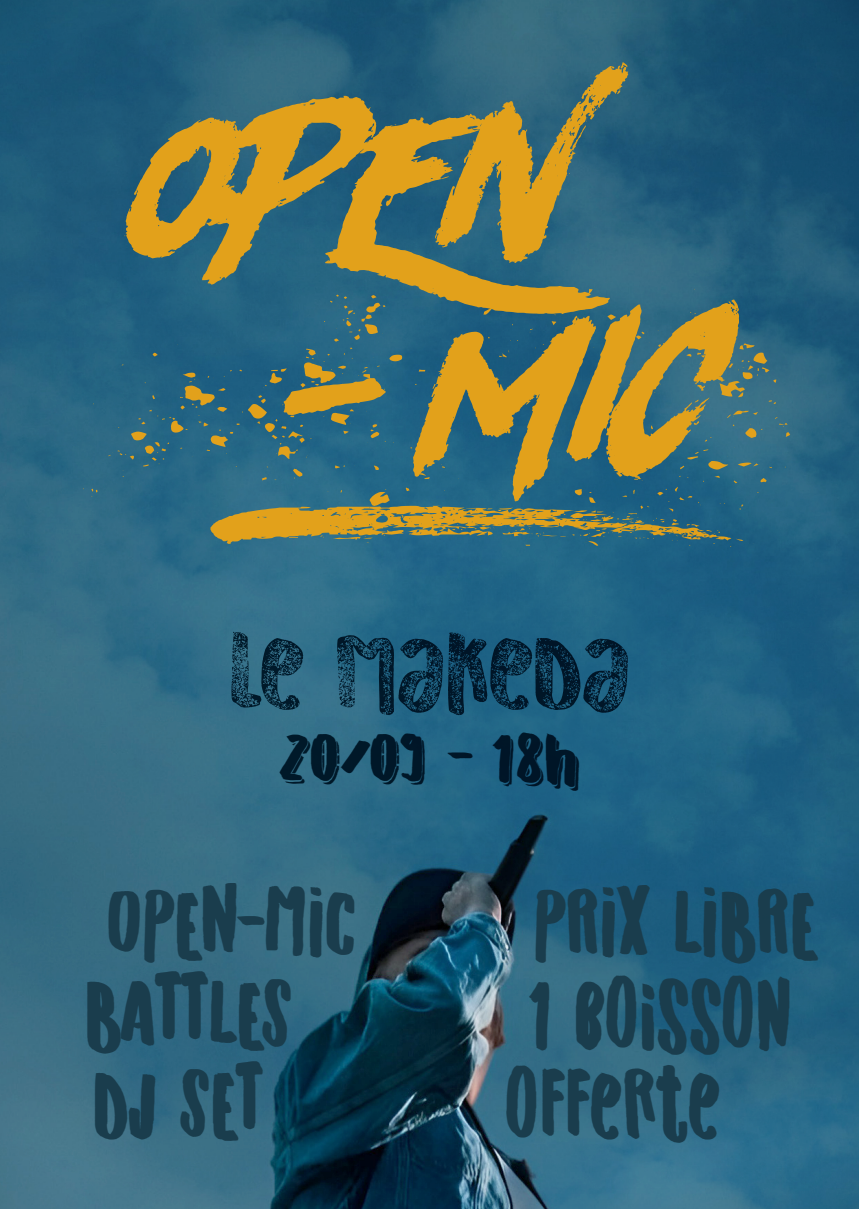 OPEN
- MIC
Le Makeda
20/09 - 18h
OPEN-MiC
BATTLES
DJ SET
PRiX LiBRE
1 BOiSSON
OFFeRte